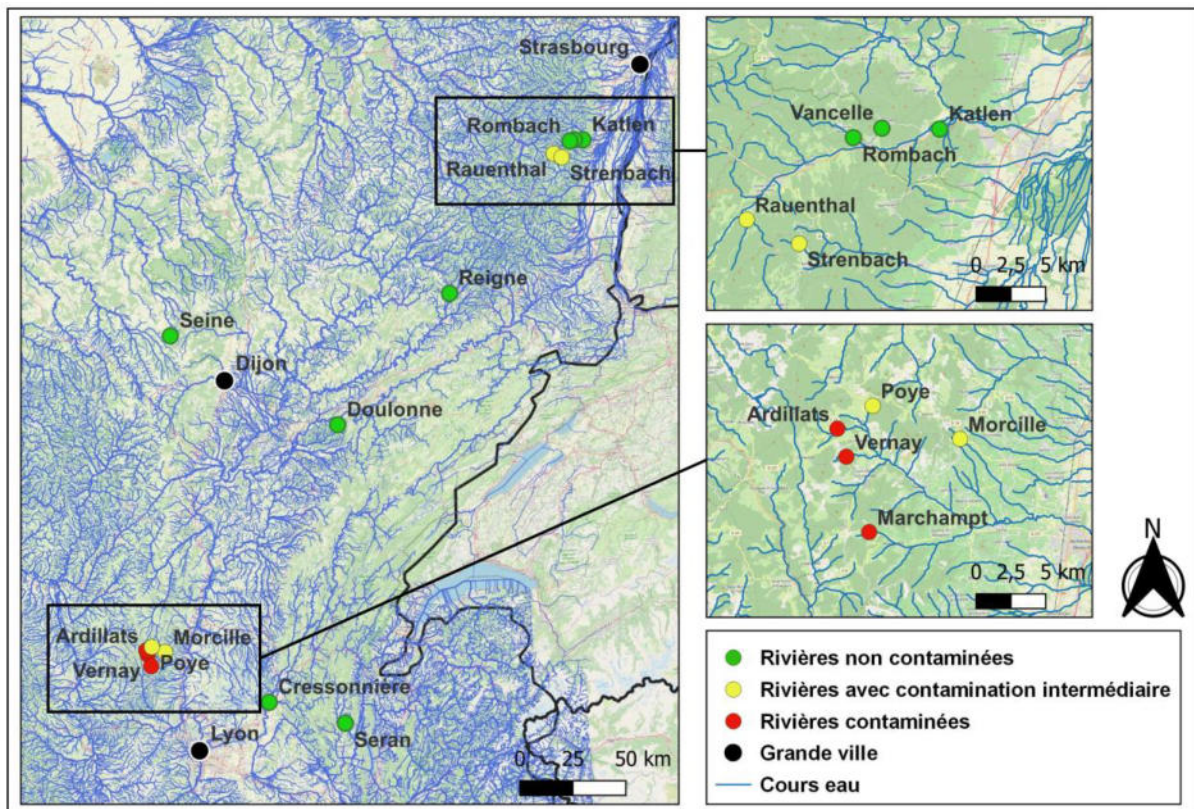 Strasbourg
Rombach
Katlen
Rauenthal
Strenbach
Reigne
Seine
Dijon
Doulonne
Ardillats
Morcille
Vernay
Poye
Cressonnière
Lyon
Seran
0 25 50 km
Vancelle
Katlen
Rombach
Rauenthal
Strenbach
0 2,5 5 km
Poye
Ardillats
Morcille
Vernay
Marchampt
0 2,5 5 km
N
Rivières non contaminées
Rivières avec contamination intermédiaire
Rivières contaminées
Grande ville
Cours eau